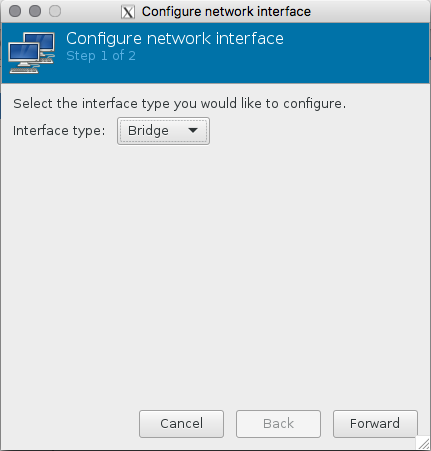 Configure network interface
Configure network interface
Step 1 of 2
Select the interface type you would like to configure.
Interface type: Bridge
Cancel Back Forward